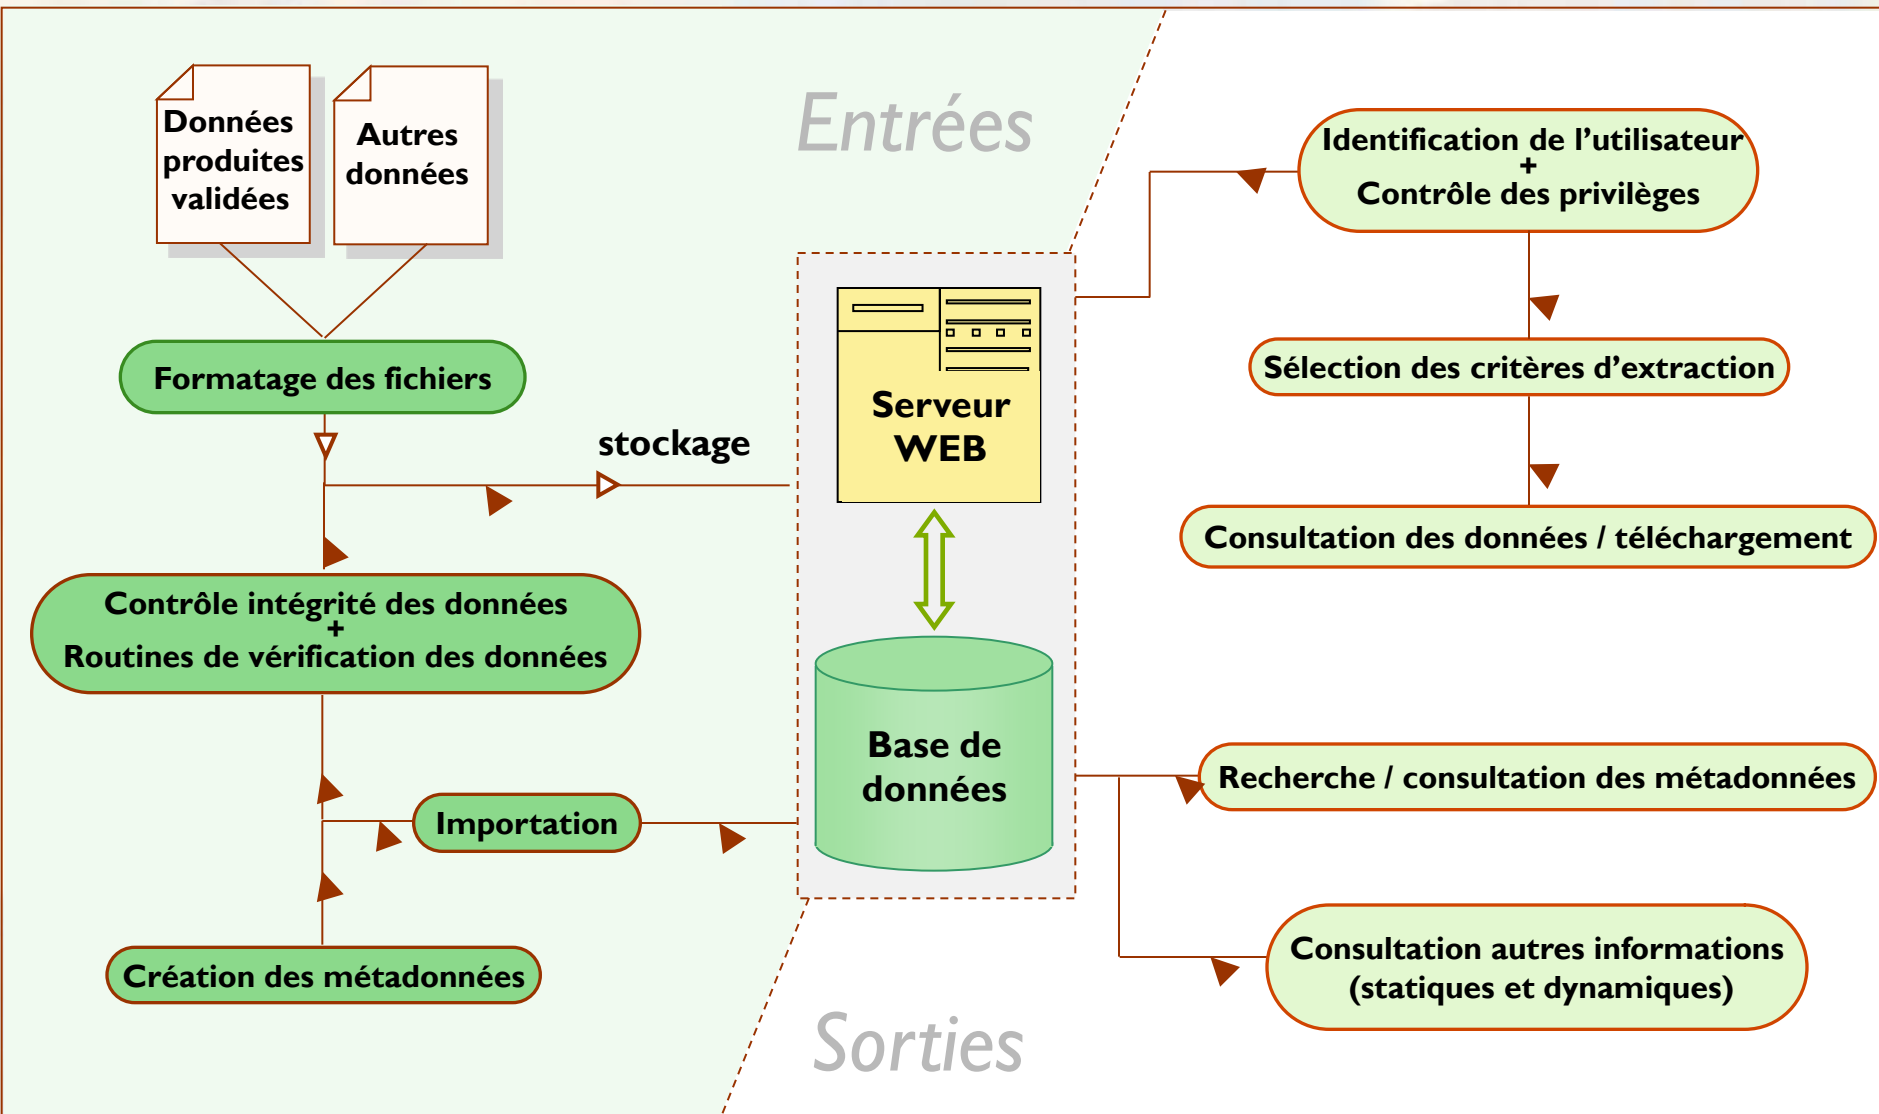 Entrées
Données
produites
validées
Autres
données
Formatage des fichiers
stockage
Contrôle intégrité des données
+
Routines de vérification des données
Importation
Création des métadonnées
Serveur
WEB
Base de
données
Identification de l’utilisateur
+
Contrôle des privilèges
Sélection des critères d’extraction
Consultation des données / téléchargement
Recherche / consultation des métadonnées
Consultation autres informations
(statiques et dynamiques)
Sorties